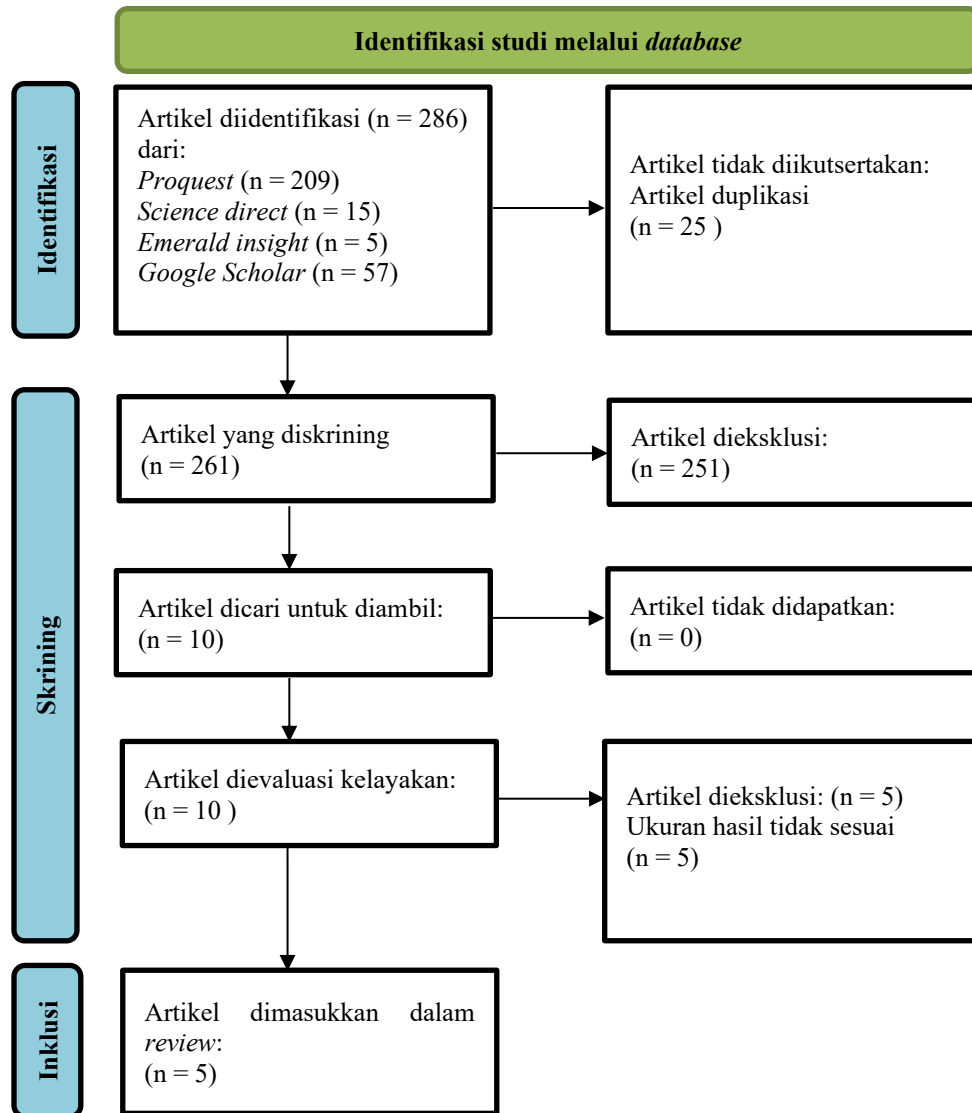 Identifikasi studi melalui database
Identifikasi
Artikel diidentifikasi (n = 286)
dari:
Proquest (n = 209)
Science direct (n = 15)
Emerald insight (n = 5)
Google Scholar (n = 57)
Artikel tidak diikutsertakan:
Artikel duplikasi
(n = 25 )
Skrining
Artikel yang diskrining
(n = 261)
Artikel dieksklusi:
(n = 251)
Artikel dicari untuk diambil:
(n = 10)
Artikel tidak didapatkan:
(n = 0)
Artikel dievaluasi kelayakan:
(n = 10 )
Artikel dieksklusi: (n = 5)
Ukuran hasil tidak sesuai
(n = 5)
Inklusi
Artikel dimasukkan dalam
review:
(n = 5)